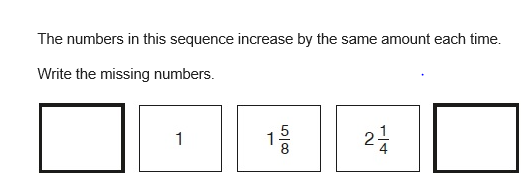 The numbers in this sequence increase by the same amount each time.
Write the missing numbers.
1 1 5/8 2 1/4